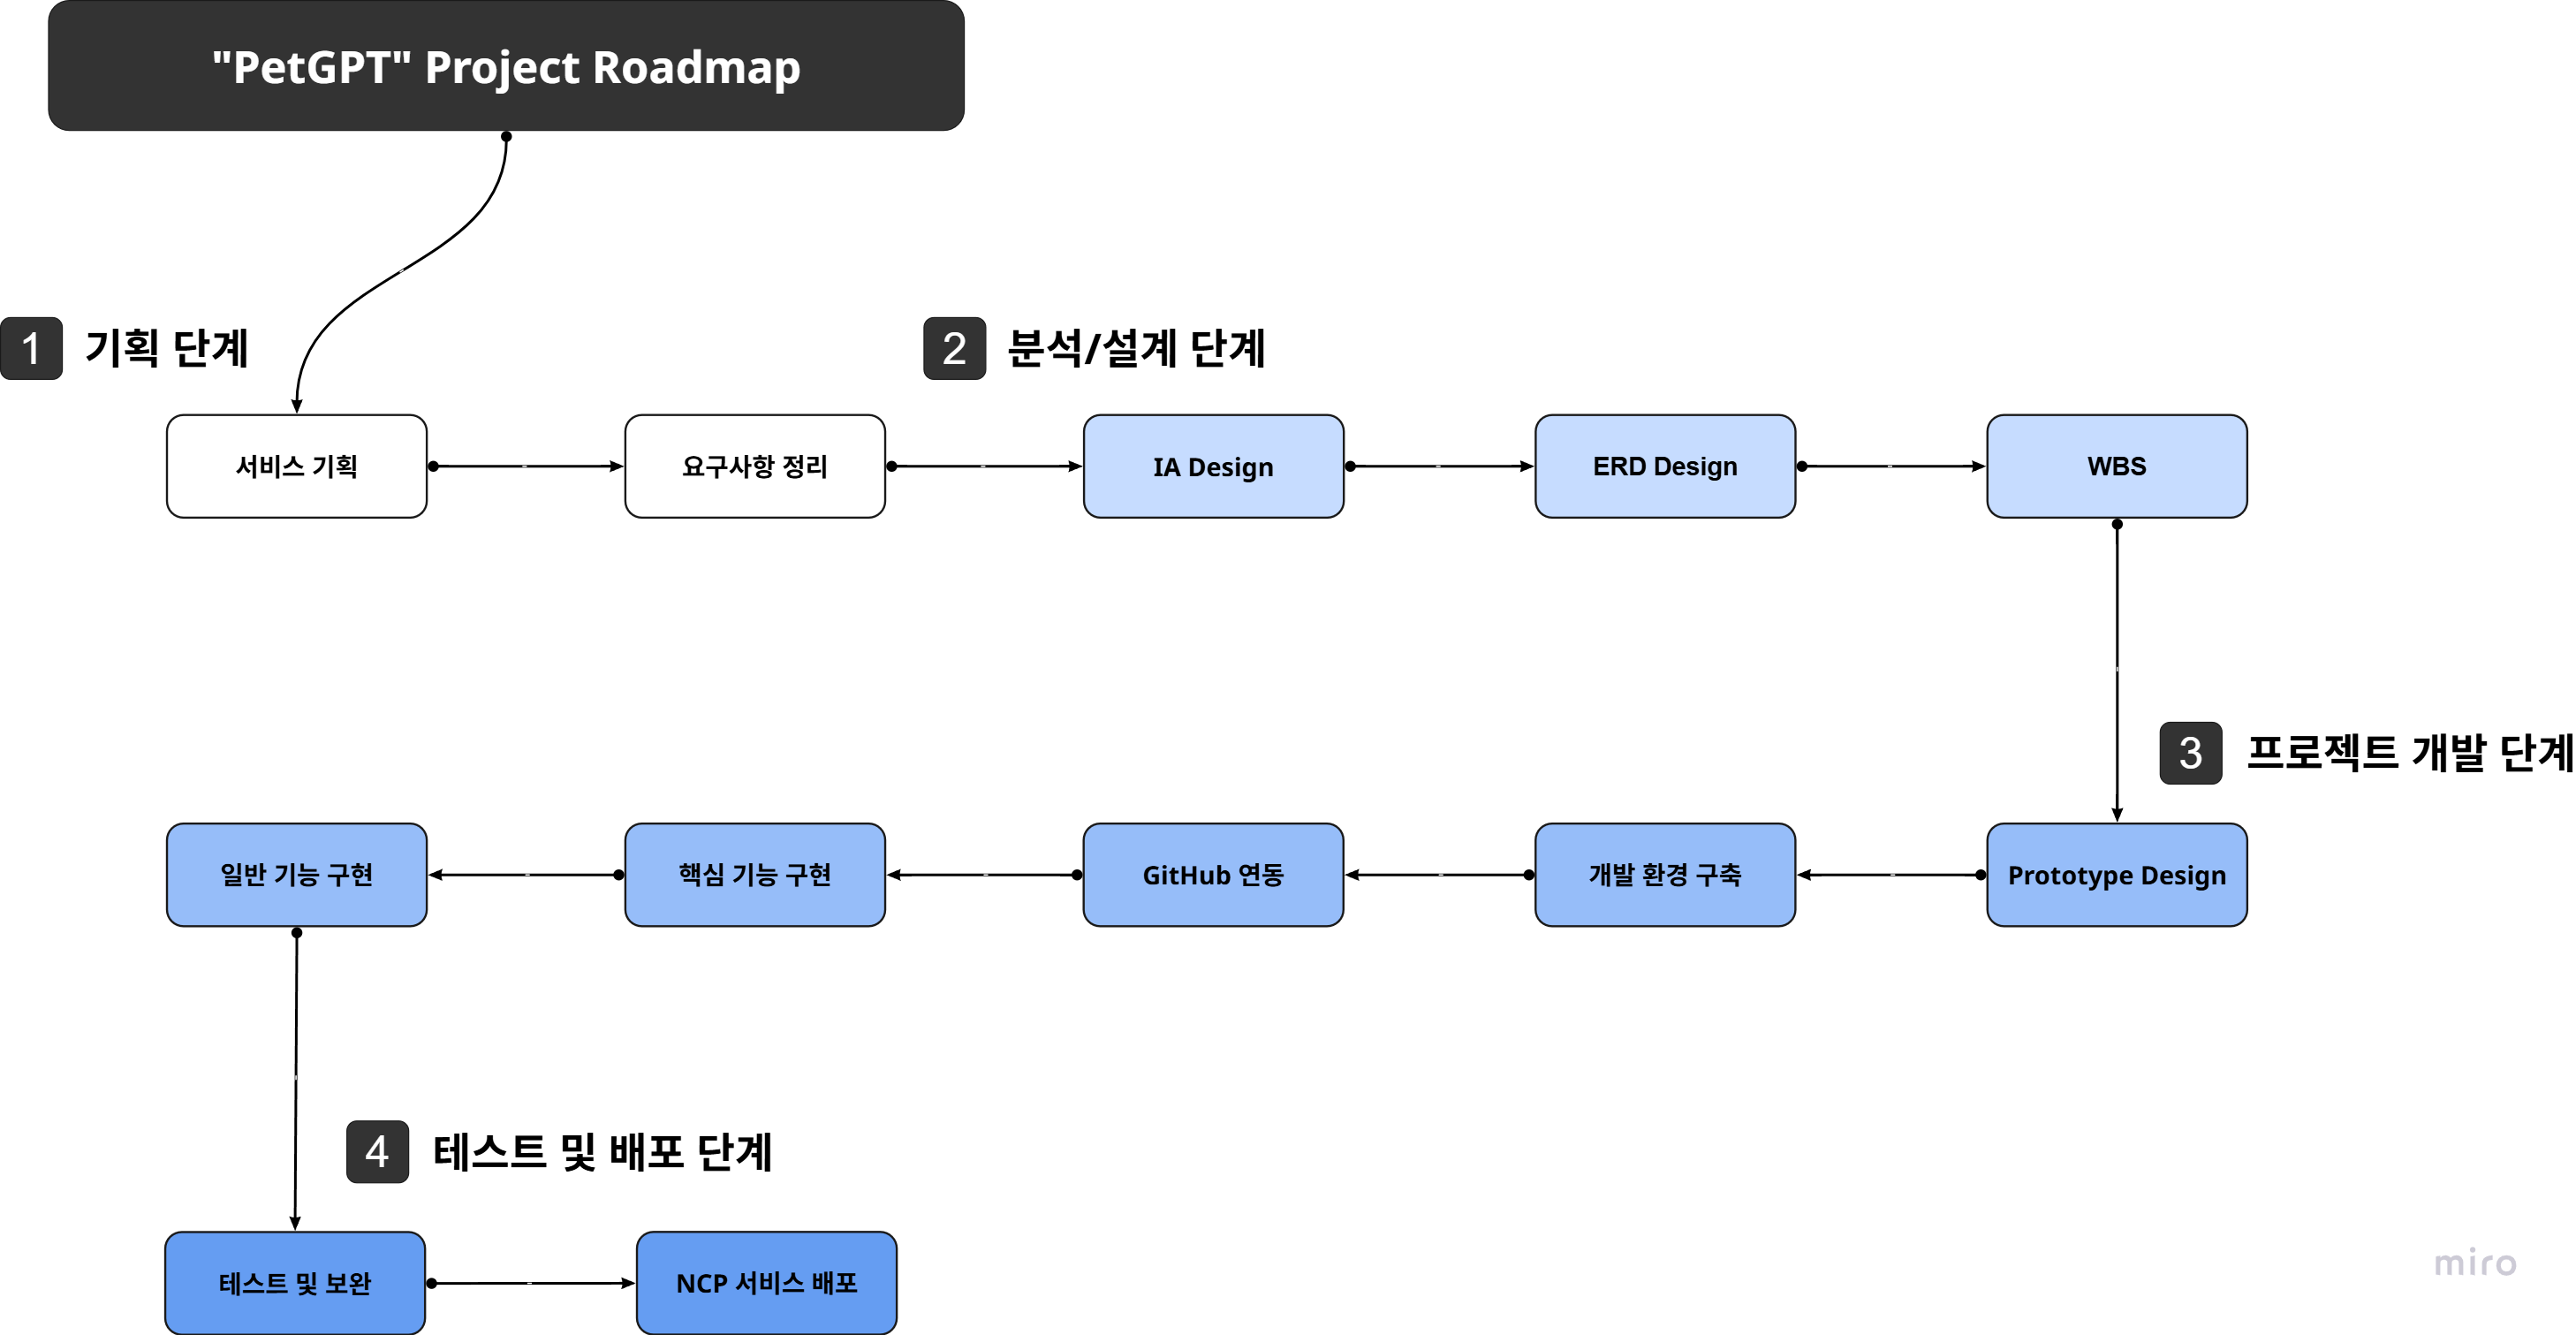 "PetGPT" Project Roadmap
1 기획 단계
2 분석/설계 단계
서비스 기획
요구사항 정리
IA Design
ERD Design
WBS
3 프로젝트 개발 단계
Prototype Design
개발 환경 구축
GitHub 연동
핵심 기능 구현
일반 기능 구현
4 테스트 및 배포 단계
테스트 및 보완
NCP 서비스 배포
miro